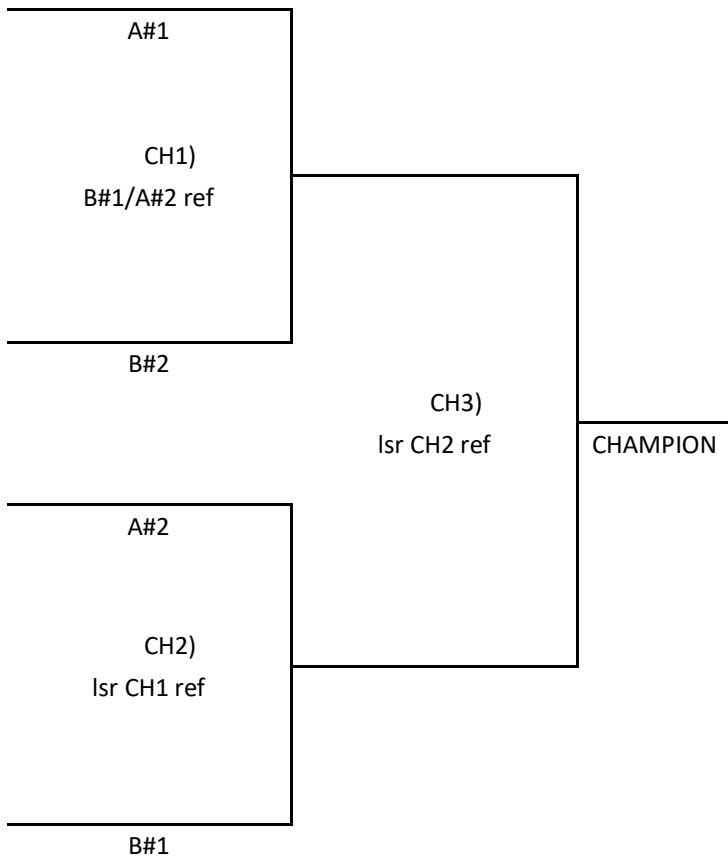 A#1
CH1)
B#1/A#2 ref
B#2
CH3)
lsr CH2 ref
CHAMPION
A#2
CH2)
lsr CH1 ref
B#1